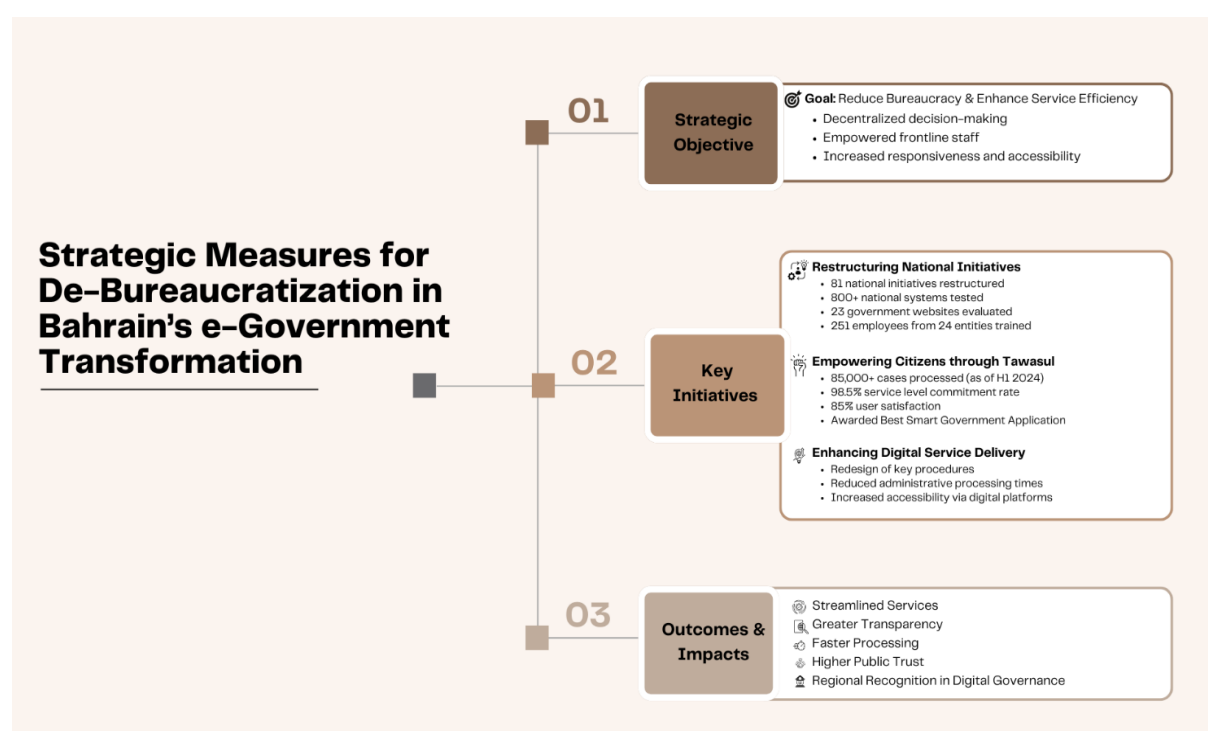 Strategic Measures for
De-Bureaucratization in
Bahrain's e-Government
Transformation
01
Strategic
Objective
Goal: Reduce Bureaucracy & Enhance Service Efficiency
• Decentralized decision-making
• Empowered frontline staff
• Increased responsiveness and accessibility
02
Key
Initiatives
Restructuring National Initiatives
• 81 national initiatives restructured
• 800+ national systems tested
• 23 government websites evaluated
• 251 employees from 24 entities trained
Empowering Citizens through Tawasul
• 85,000+ cases processed (as of H1 2024)
• 98.5% service level commitment rate
• 85% user satisfaction
• Awarded Best Smart Government Application
Enhancing Digital Service Delivery
• Redesign of key procedures
• Reduced administrative processing times
• Increased accessibility via digital platforms
03
Outcomes &
Impacts
Streamlined Services
Greater Transparency
Faster Processing
Higher Public Trust
Regional Recognition in Digital Governance